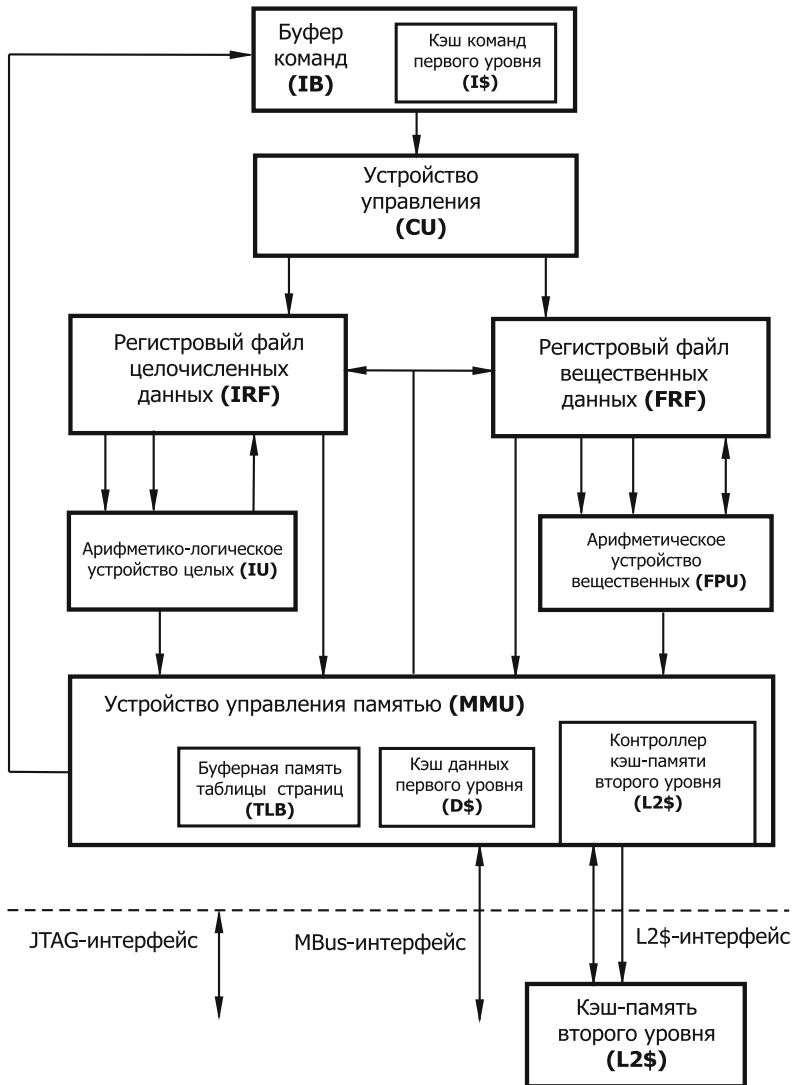 Буфер
команд
(IB)
Кэш команд
первого уровня
(I$)
Устройство
управления
(CU)
Регистровый файл
целочисленных
данных (IRF)
Регистровый файл
вещественных
данных (FRF)
Арифметико-логическое
устройство целых (IU)
Арифметическое
устройство
вещественных (FPU)
Устройство управления памятью (MMU)
Буферная память
таблицы страниц
(TLB)
Кэш данных
первого уровня
(D$)
Контроллер
кэш-памяти
второго уровня
(L2$)
JTAG-интерфейс
MBus-интерфейс
L2$-интерфейс
Кэш-память
второго уровня
(L2$)